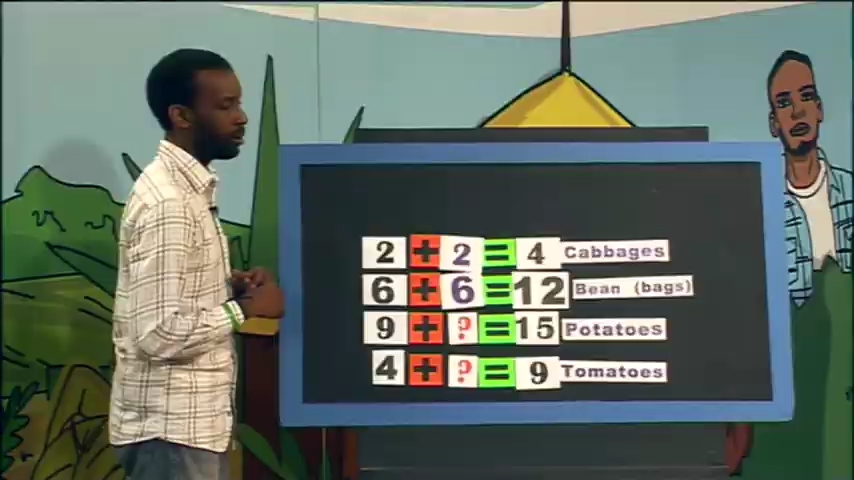 2 + 2 = 4 Cabbages
6 + 6 = 12 Bean (bags)
9 + ? = 15 Potatoes
4 + ? = 9 Tomatoes